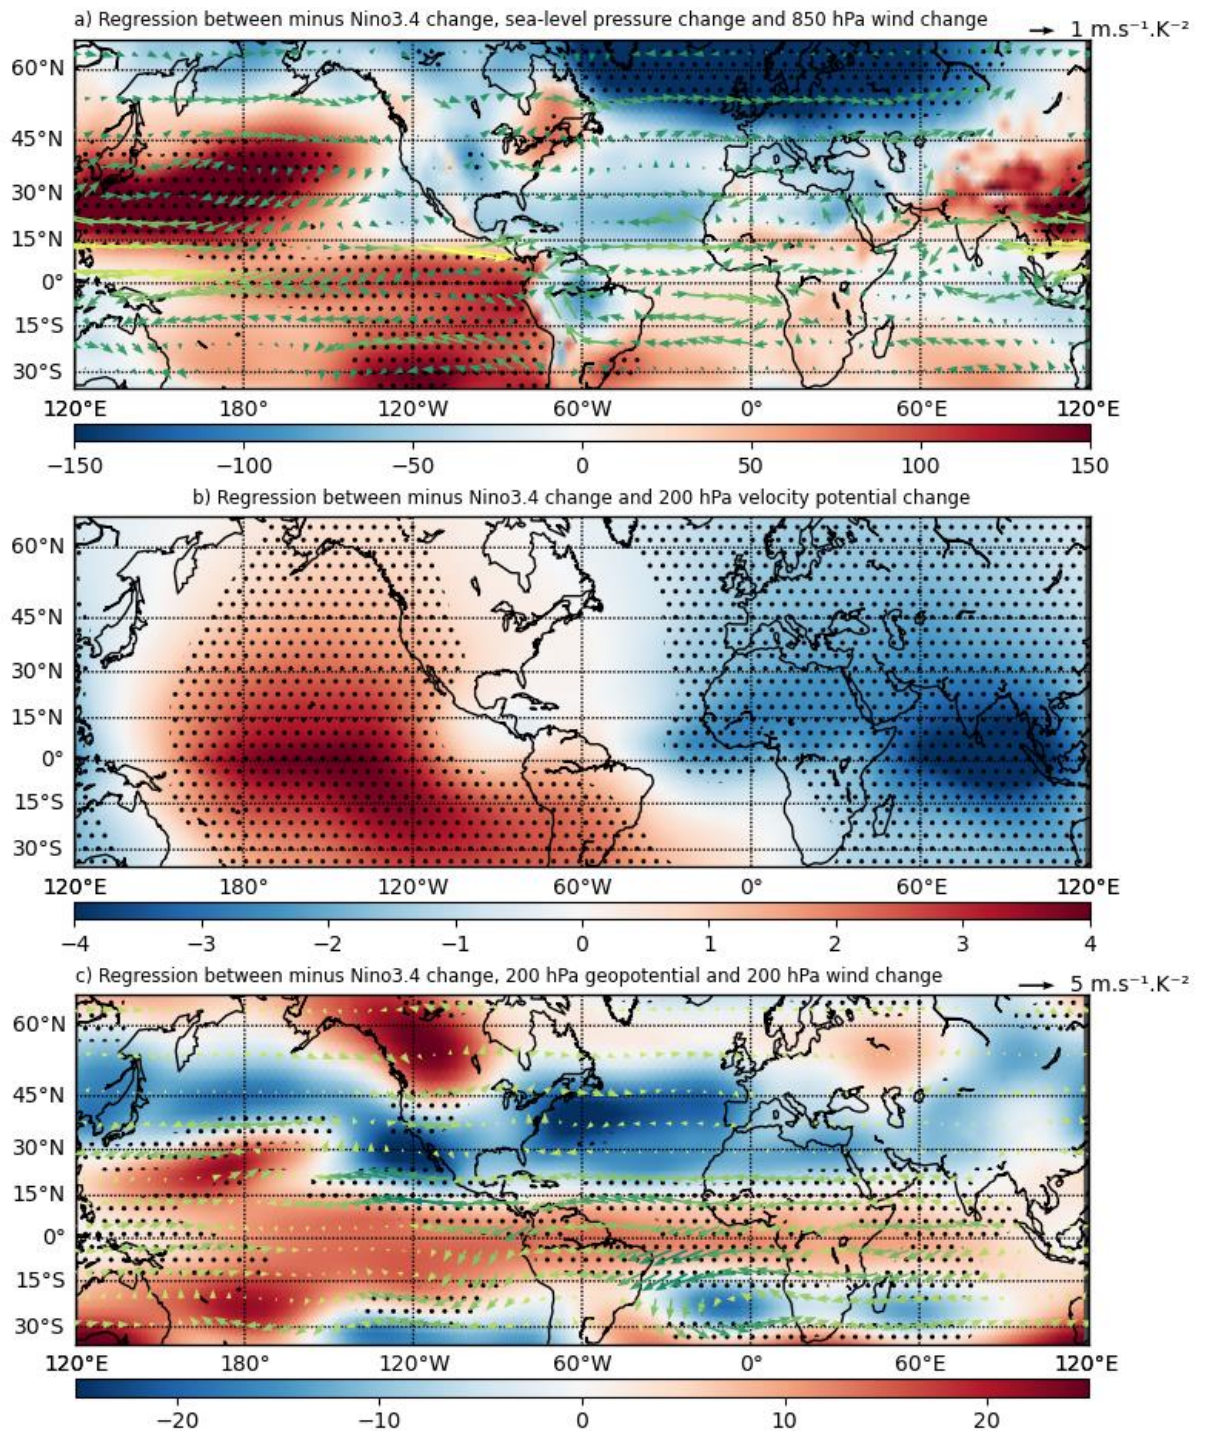 a) Regression between minus Nino3.4 change, sea-level pressure change and 850 hPa wind change
1 m.s⁻¹.K⁻²
60°N
45°N
30°N
15°N
0°
15°S
30°S
120°E 180° 120°W 60°W 0° 60°E 120°E
−150 −100 −50 0 50 100 150
b) Regression between minus Nino3.4 change and 200 hPa velocity potential change
60°N
45°N
30°N
15°N
0°
15°S
30°S
120°E 180° 120°W 60°W 0° 60°E 120°E
−4 −3 −2 −1 0 1 2 3 4
c) Regression between minus Nino3.4 change, 200 hPa geopotential and 200 hPa wind change
5 m.s⁻¹.K⁻²
60°N
45°N
30°N
15°N
0°
15°S
30°S
120°E 180° 120°W 60°W 0° 60°E 120°E
−20 −10 0 10 20